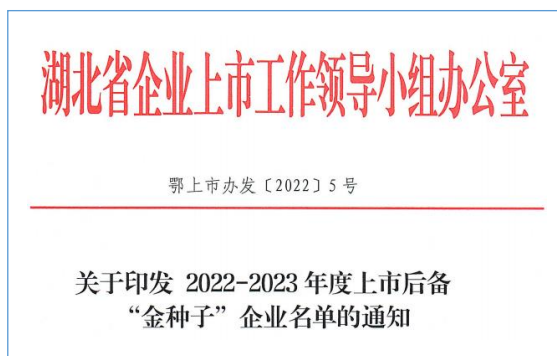 湖北省企业上市工作领导小组办公室
鄂上市办发〔2022〕5号
关于印发 2022-2023 年度上市后备
“金种子”企业名单的通知